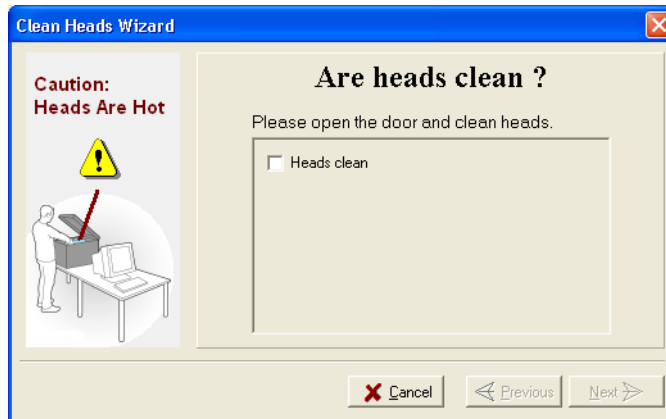 Clean Heads Wizard
Caution:
Heads Are Hot
Are heads clean ?
Please open the door and clean heads.
Heads clean
Cancel
Previous
Next